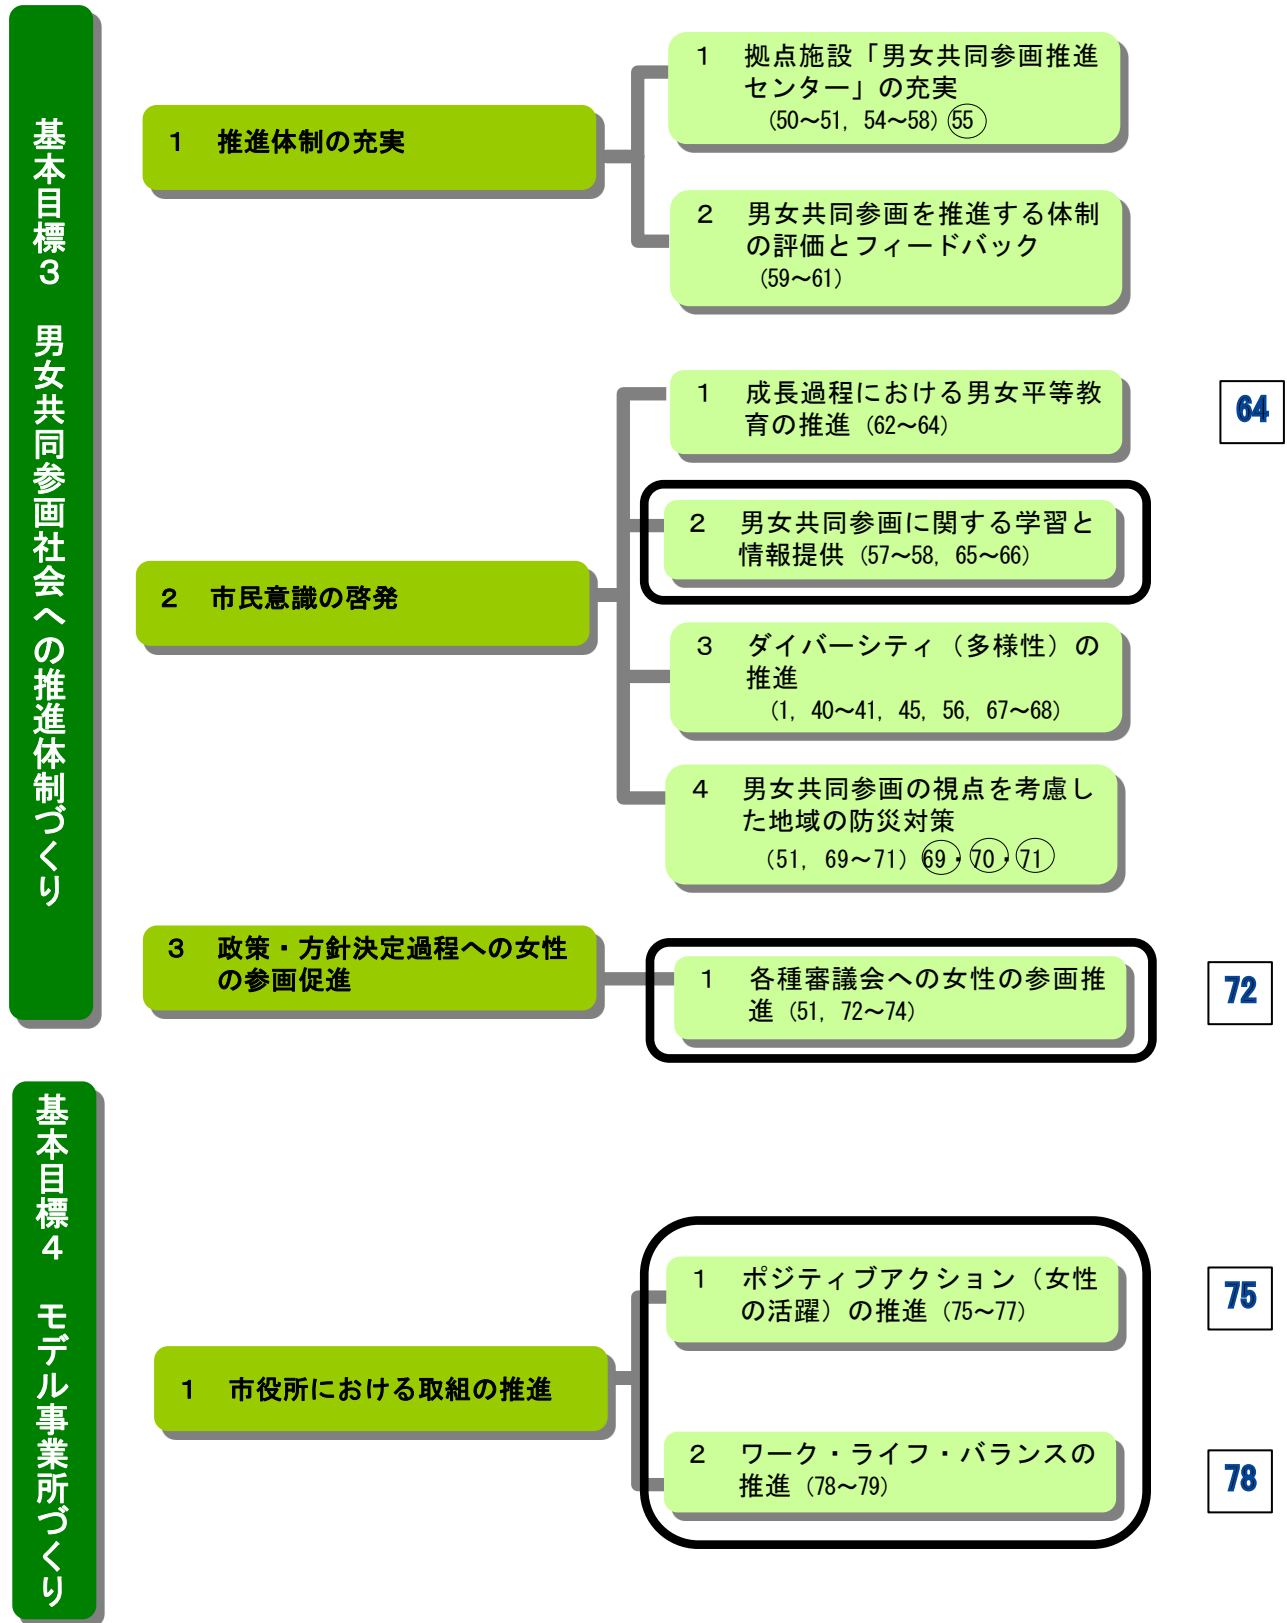 基本目標３　男女共同参画社会への推進体制づくり
１　推進体制の充実
１　拠点施設「男女共同参画推進
センター」の充実
（50～51，54～58）55
２　男女共同参画を推進する体制
の評価とフィードバック
（59～61）
２　市民意識の啓発
１　成長過程における男女平等教
育の推進（62～64）
64
２　男女共同参画に関する学習と
情報提供（57～58，65～66）
３　ダイバーシティ（多様性）の
推進
（1，40～41，45，56，67～68）
４　男女共同参画の視点を考慮し
た地域の防災対策
（51，69～71）69・70・71
３　政策・方針決定過程への女性
の参画促進
１　各種審議会への女性の参画推
進（51，72～74）
72
基本目標４　モデル事業所づくり
１　市役所における取組の推進
１　ポジティブアクション（女性
の活躍）の推進（75～77）
75
２　ワーク・ライフ・バランスの
推進（78～79）
78